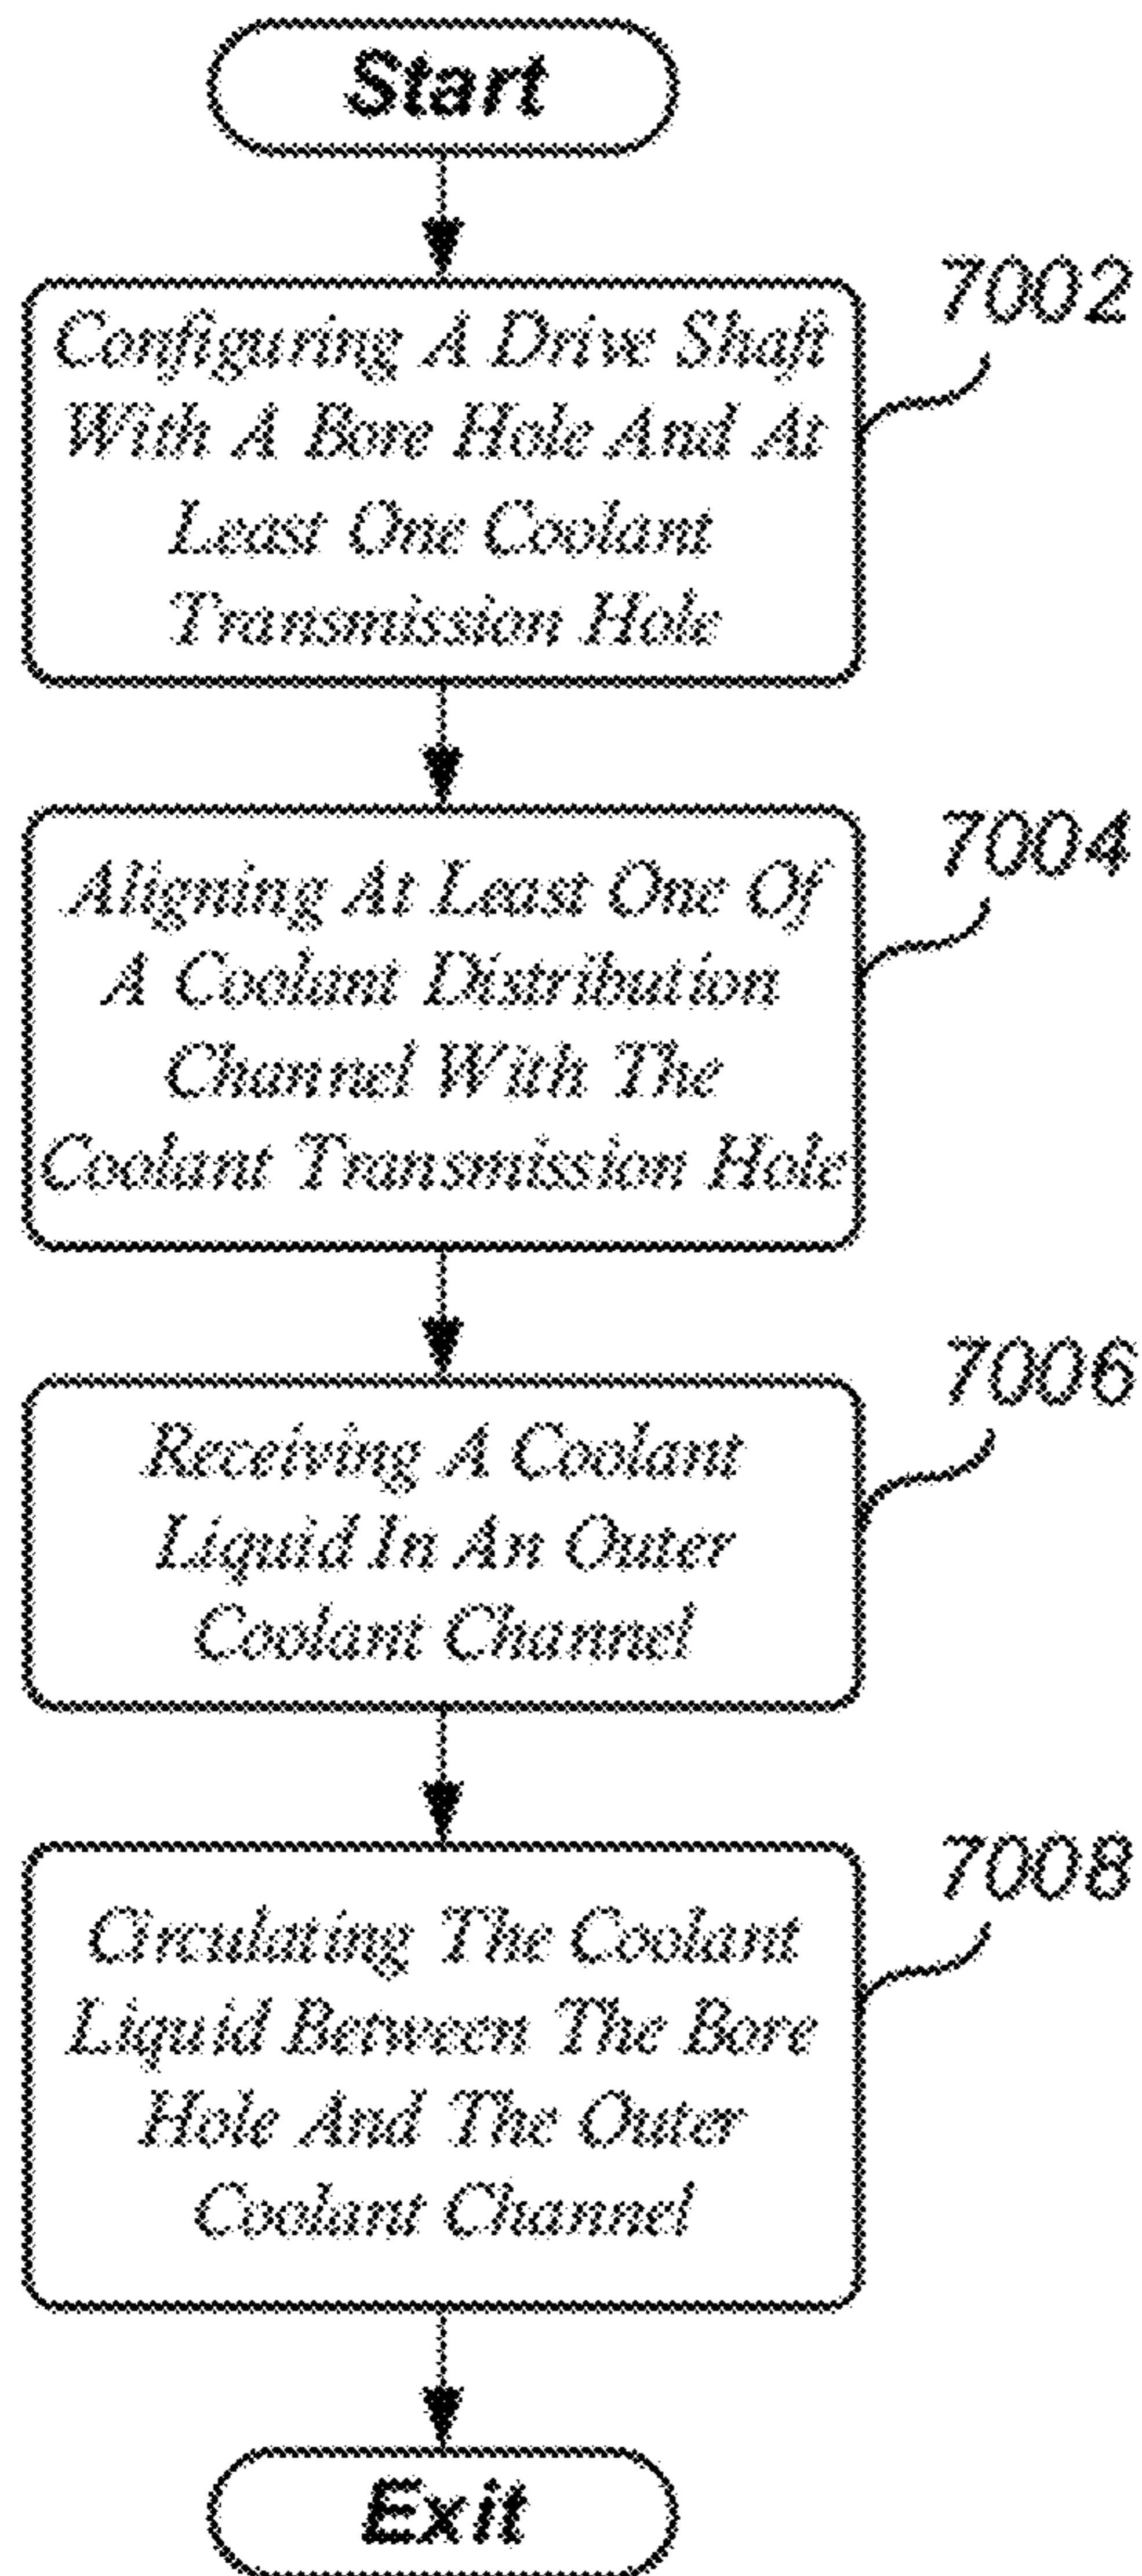 Start
Configuring A Drive Shaft
With A Bore Hole And At
Least One Coolant
Transmission Hole
7002
Aligning At Least One Of
A Coolant Distribution
Channel With The
Coolant Transmission Hole
7004
Receiving A Coolant
Liquid In An Outer
Coolant Channel
7006
Circulating The Coolant
Liquid Between The Bore
Hole And The Outer
Coolant Channel
7008
Exit